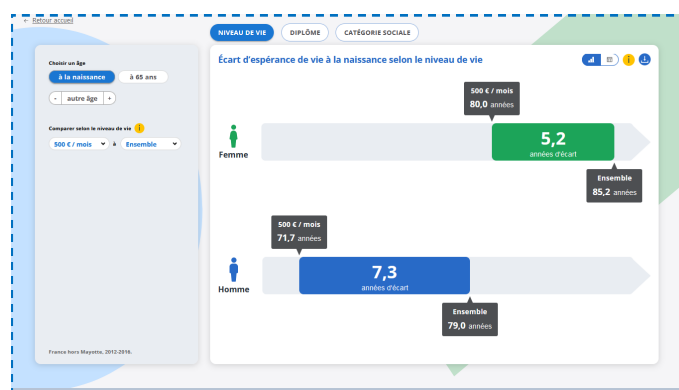 ← Retour accueil
NIVEAU DE VIE DIPLÔME CATÉGORIE SOCIALE
Choisir un âge
à la naissance à 65 ans
- autre âge +
Comparer selon le niveau de vie i
500 € / mois à Ensemble
France hors Mayotte, 2012-2016.
Écart d'espérance de vie à la naissance selon le niveau de vie i
500 € / mois
80,0 années
Femme
5,2
années d'écart
Ensemble
85,2 années
500 € / mois
71,7 années
Homme
7,3
années d'écart
Ensemble
79,0 années